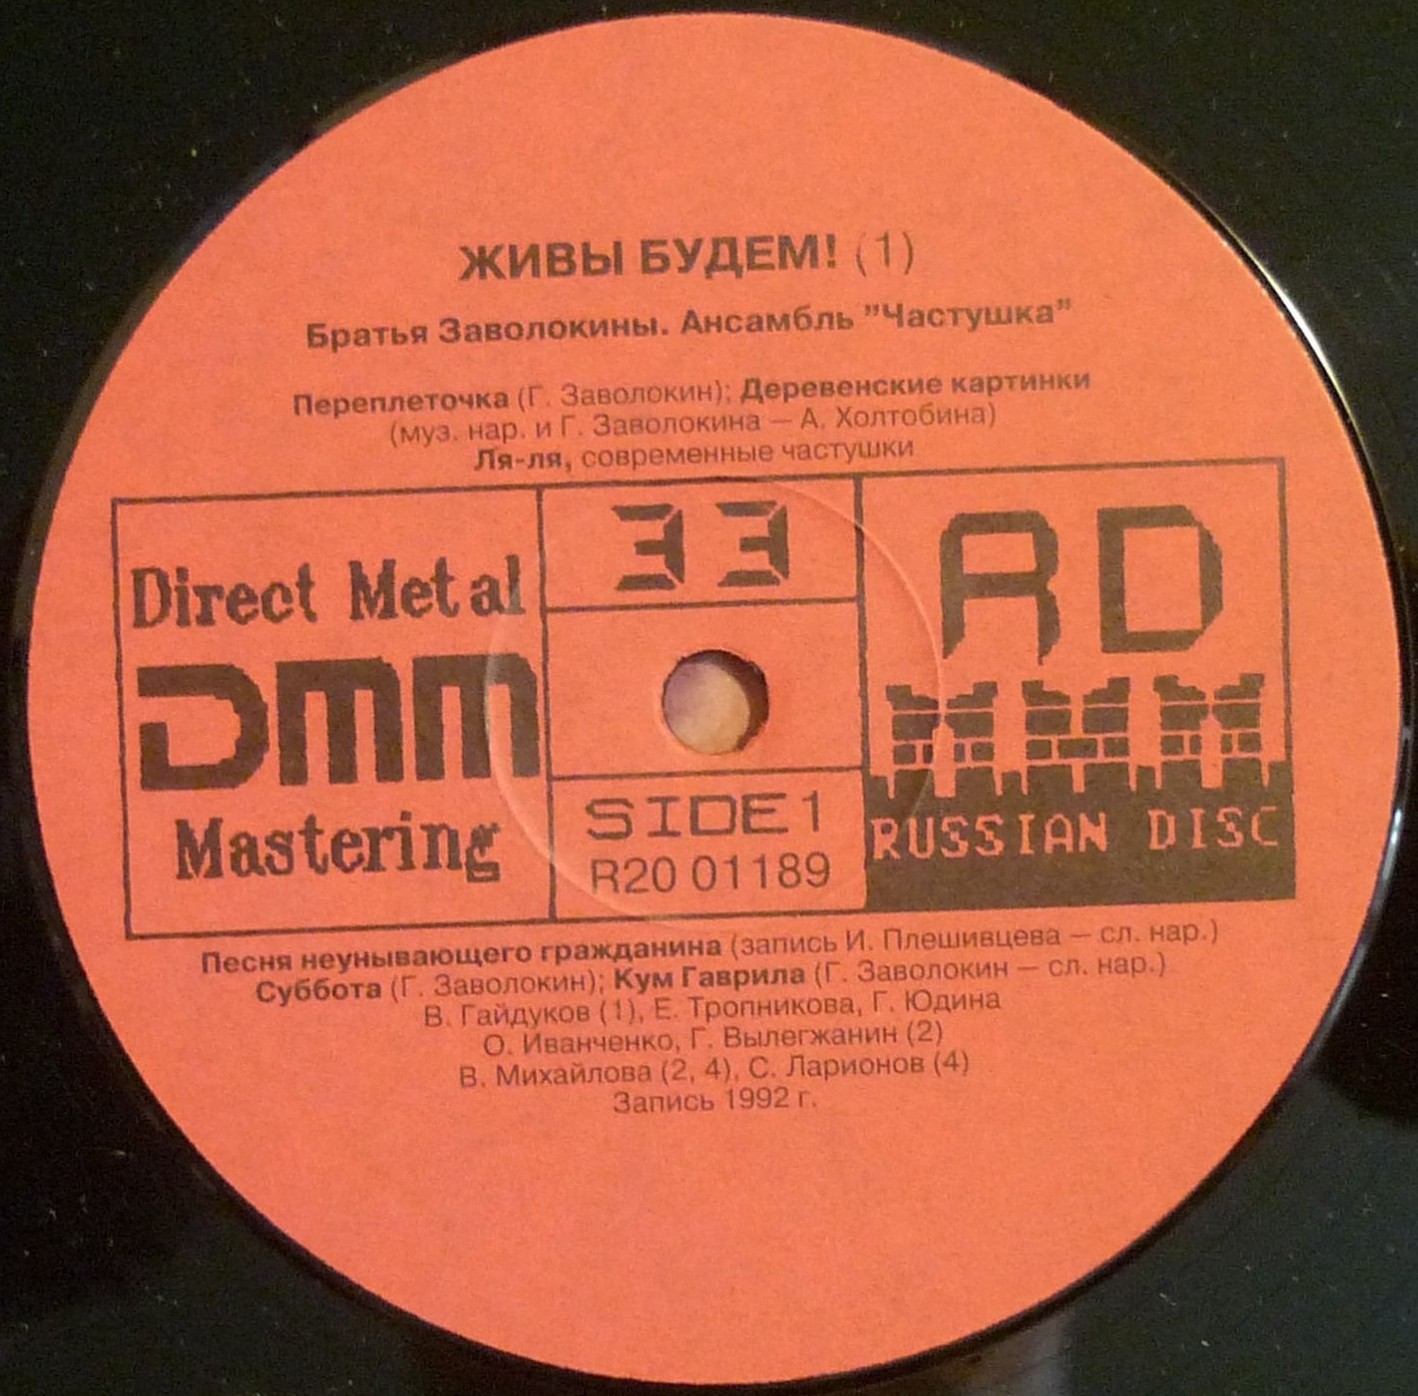 ЖИВЫ БУДЕМ! (1)
Братья Заволокины. Ансамбль "Частушка"
Переплеточка (Г. Заволокин); Деревенские картинки
(муз. нар. и Г. Заволокина — А. Холтобина)
Ля-ля, современные частушки
Direct Metal
DMM
Mastering
33
SIDE 1
R20 01189
RD
RUSSIAN DISC
Песня неунывающего гражданина (запись И. Плешивцева — сл. нар.)
Суббота (Г. Заволокин); Кум Гаврила (Г. Заволокин — сл. нар.)
В. Гайдуков (1), Е. Тропникова, Г. Юдина
О. Иванченко, Г. Вылегжанин (2)
В. Михайлова (2, 4), С. Ларионов (4)
Запись 1992 г.